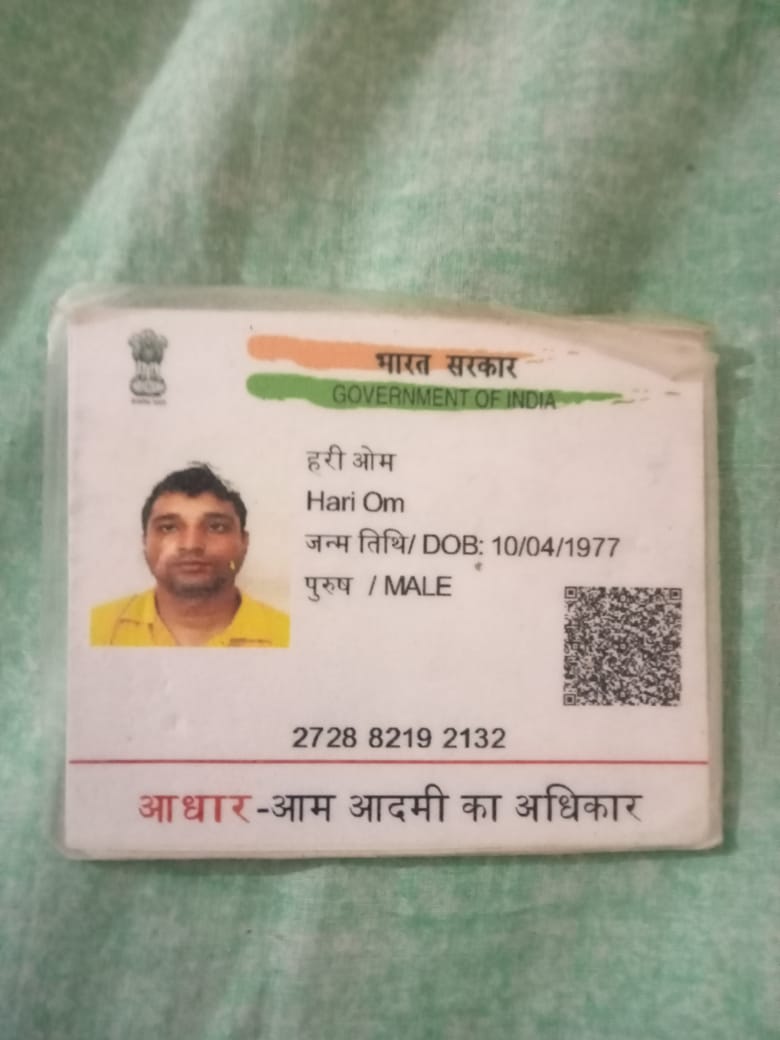 भारत सरकार
GOVERNMENT OF INDIA
हरी ओम
Hari Om
जन्म तिथि/ DOB: 10/04/1977
पुरुष / MALE
2728 8219 2132
आधार-आम आदमी का अधिकार